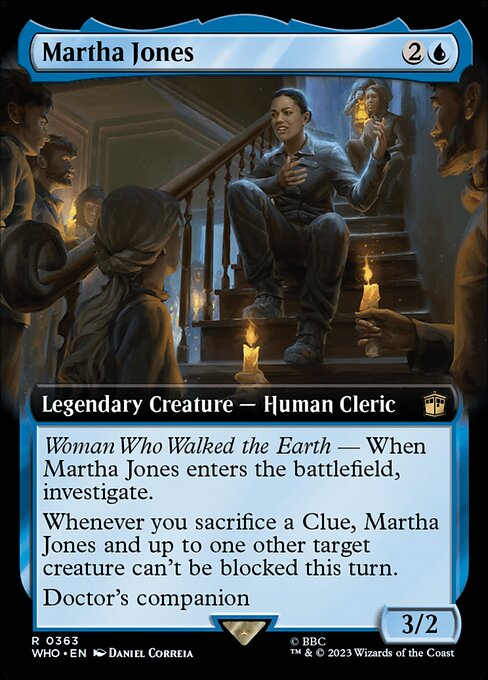 Martha Jones 2
Legendary Creature — Human Cleric
Woman Who Walked the Earth — When
Martha Jones enters the battlefield,
investigate.
Whenever you sacrifice a Clue, Martha
Jones and up to one other target
creature can't be blocked this turn.
Doctor's companion
3/2
R 0363
WHO • EN DANIEL CORREIA
© BBC
™ & © 2023 Wizards of the Coast